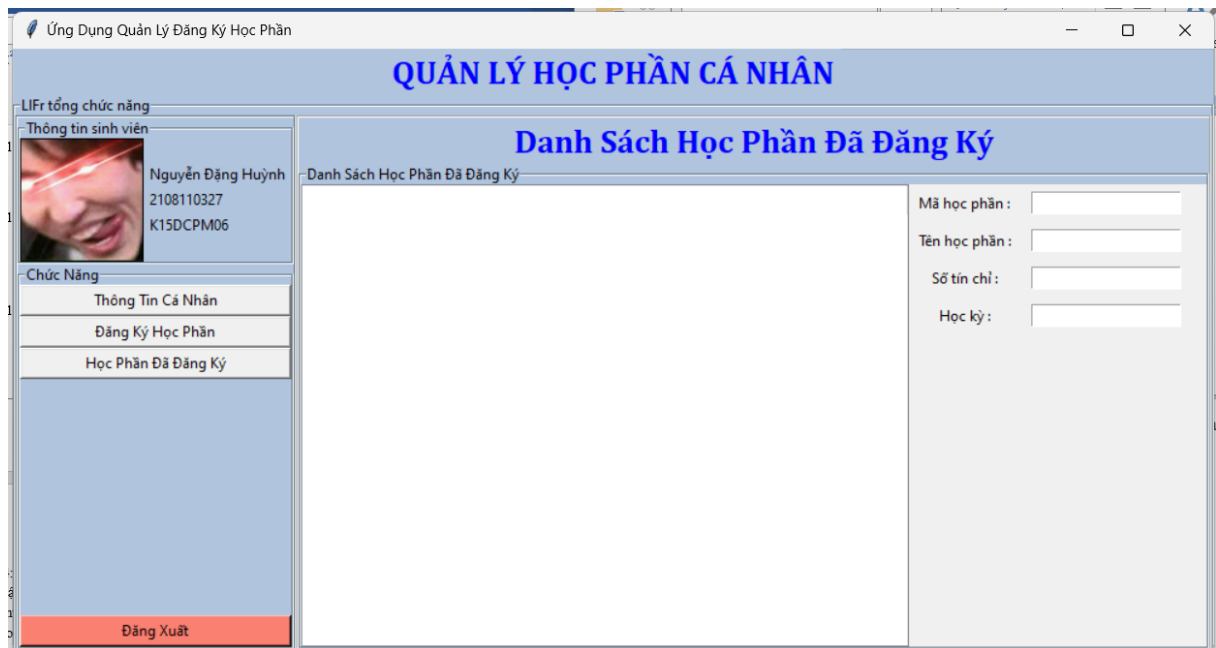 Ứng Dụng Quản Lý Đăng Ký Học Phần
QUẢN LÝ HỌC PHẦN CÁ NHÂN
LIFr tổng chức năng
Thông tin sinh viên
Nguyễn Đặng Huỳnh
2108110327
K15DCPM06
Chức Năng
Thông Tin Cá Nhân
Đăng Ký Học Phần
Học Phần Đã Đăng Ký
Đăng Xuất
Danh Sách Học Phần Đã Đăng Ký
Danh Sách Học Phần Đã Đăng Ký
Mã học phần :
Tên học phần :
Số tín chỉ :
Học kỳ :